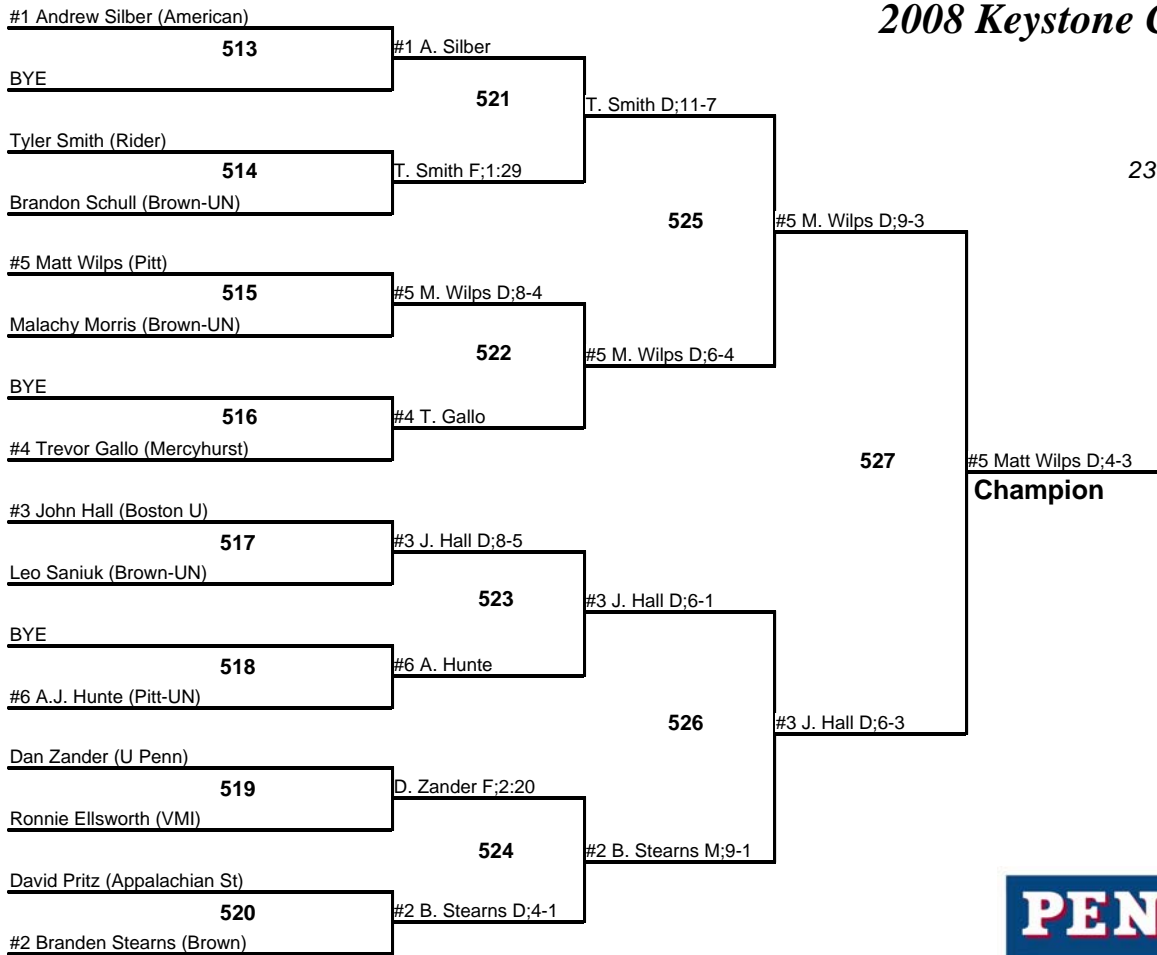 2008 Keystone C
#1 Andrew Silber (American)
513
#1 A. Silber
BYE
521
T. Smith D;11-7
Tyler Smith (Rider)
514
T. Smith F;1:29
23
Brandon Schull (Brown-UN)
525
#5 M. Wilps D;9-3
#5 Matt Wilps (Pitt)
515
#5 M. Wilps D;8-4
Malachy Morris (Brown-UN)
522
#5 M. Wilps D;6-4
BYE
516
#4 T. Gallo
#4 Trevor Gallo (Mercyhurst)
527
#5 Matt Wilps D;4-3
Champion
#3 John Hall (Boston U)
517
#3 J. Hall D;8-5
Leo Saniuk (Brown-UN)
523
#3 J. Hall D;6-1
BYE
518
#6 A. Hunte
#6 A.J. Hunte (Pitt-UN)
526
#3 J. Hall D;6-3
Dan Zander (U Penn)
519
D. Zander F;2:20
Ronnie Ellsworth (VMI)
524
#2 B. Stearns M;9-1
David Pritz (Appalachian St)
520
#2 B. Stearns D;4-1
#2 Branden Stearns (Brown)
PEN